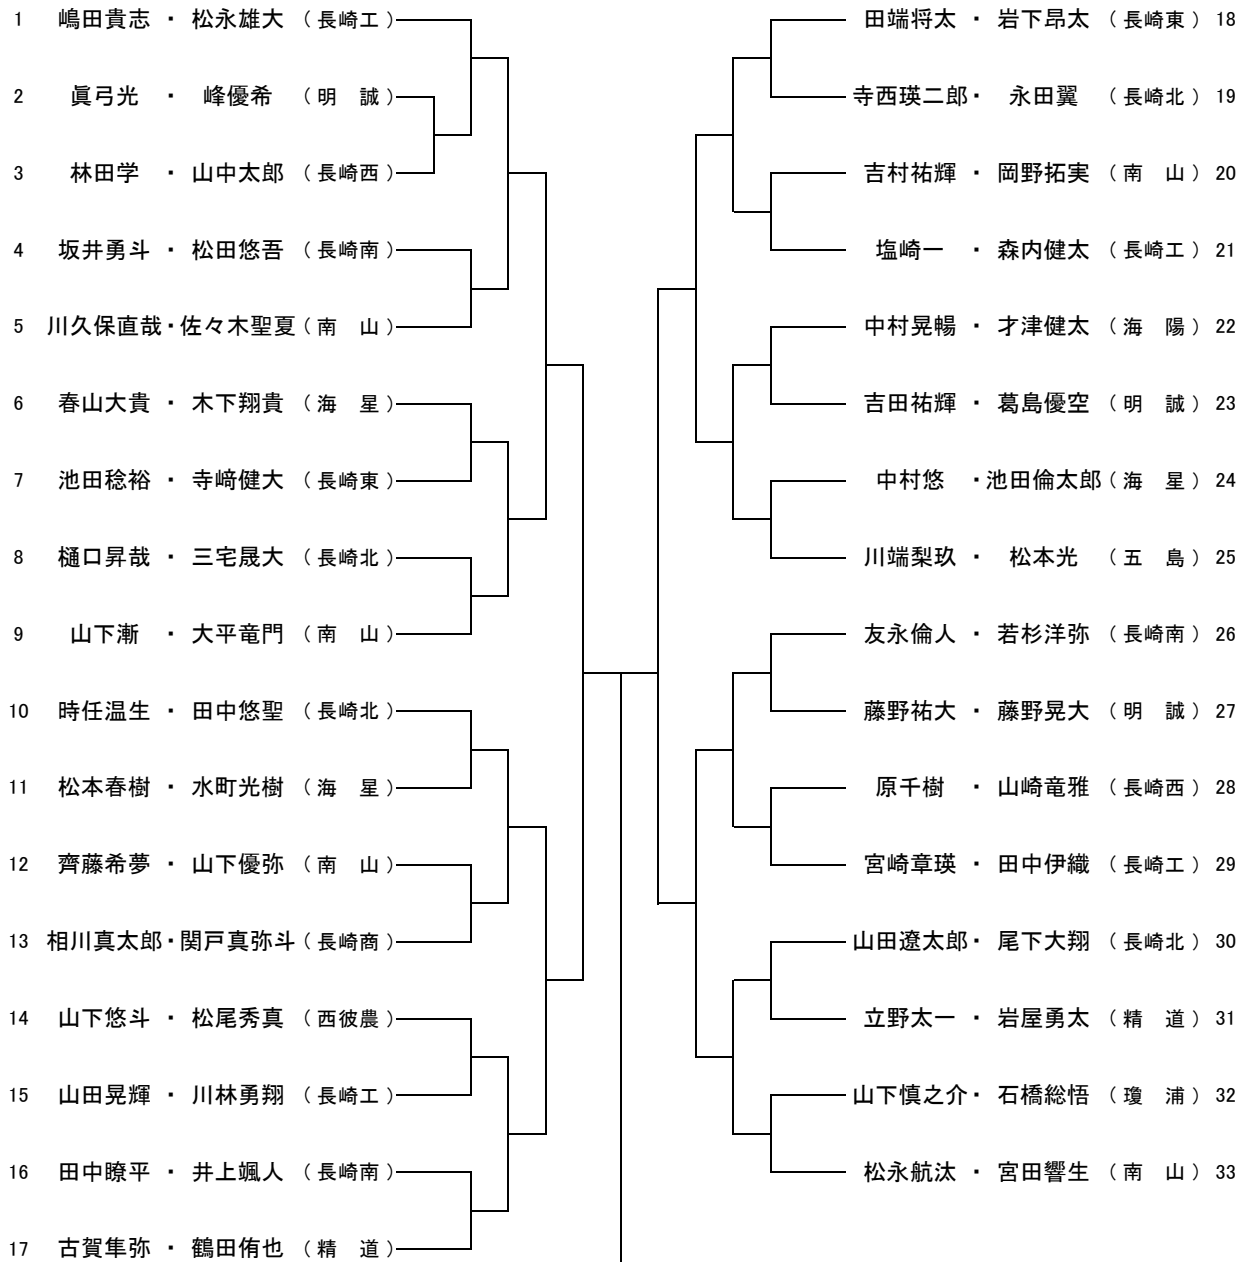 1 嶋田貴志 ・ 松永雄大 （ 長崎工 ）
2 眞弓光 ・ 峰優希 （ 明 誠 ）
3 林田学 ・ 山中太郎 （ 長崎西 ）
4 坂井勇斗 ・ 松田悠吾 （ 長崎南 ）
5 川久保直哉 ・ 佐々木聖夏 （ 南 山 ）
6 春山大貴 ・ 木下翔貴 （ 海 星 ）
7 池田稔裕 ・ 寺﨑健大 （ 長崎東 ）
8 樋口昇哉 ・ 三宅晟大 （ 長崎北 ）
9 山下漸 ・ 大平竜門 （ 南 山 ）
10 時任温生 ・ 田中悠聖 （ 長崎北 ）
11 松本春樹 ・ 水町光樹 （ 海 星 ）
12 齊藤希夢 ・ 山下優弥 （ 南 山 ）
13 相川真太郎 ・ 関戸真弥斗 （ 長崎商 ）
14 山下悠斗 ・ 松尾秀真 （ 西彼農 ）
15 山田晃輝 ・ 川林勇翔 （ 長崎工 ）
16 田中瞭平 ・ 井上颯人 （ 長崎南 ）
17 古賀隼弥 ・ 鶴田侑也 （ 精 道 ）
田端将太 ・ 岩下昂太 （ 長崎東 ） 18
寺西瑛二郎 ・ 永田翼 （ 長崎北 ） 19
吉村祐輝 ・ 岡野拓実 （ 南 山 ） 20
塩崎一 ・ 森内健太 （ 長崎工 ） 21
中村晃暢 ・ 才津健太 （ 海 陽 ） 22
吉田祐輝 ・ 葛島優空 （ 明 誠 ） 23
中村悠 ・ 池田倫太郎 （ 海 星 ） 24
川端梨玖 ・ 松本光 （ 五 島 ） 25
友永倫人 ・ 若杉洋弥 （ 長崎南 ） 26
藤野祐大 ・ 藤野晃大 （ 明 誠 ） 27
原千樹 ・ 山崎竜雅 （ 長崎西 ） 28
宮崎章瑛 ・ 田中伊織 （ 長崎工 ） 29
山田遼太郎 ・ 尾下大翔 （ 長崎北 ） 30
立野太一 ・ 岩屋勇太 （ 精 道 ） 31
山下慎之介 ・ 石橋総悟 （ 瓊 浦 ） 32
松永航汰 ・ 宮田響生 （ 南 山 ） 33